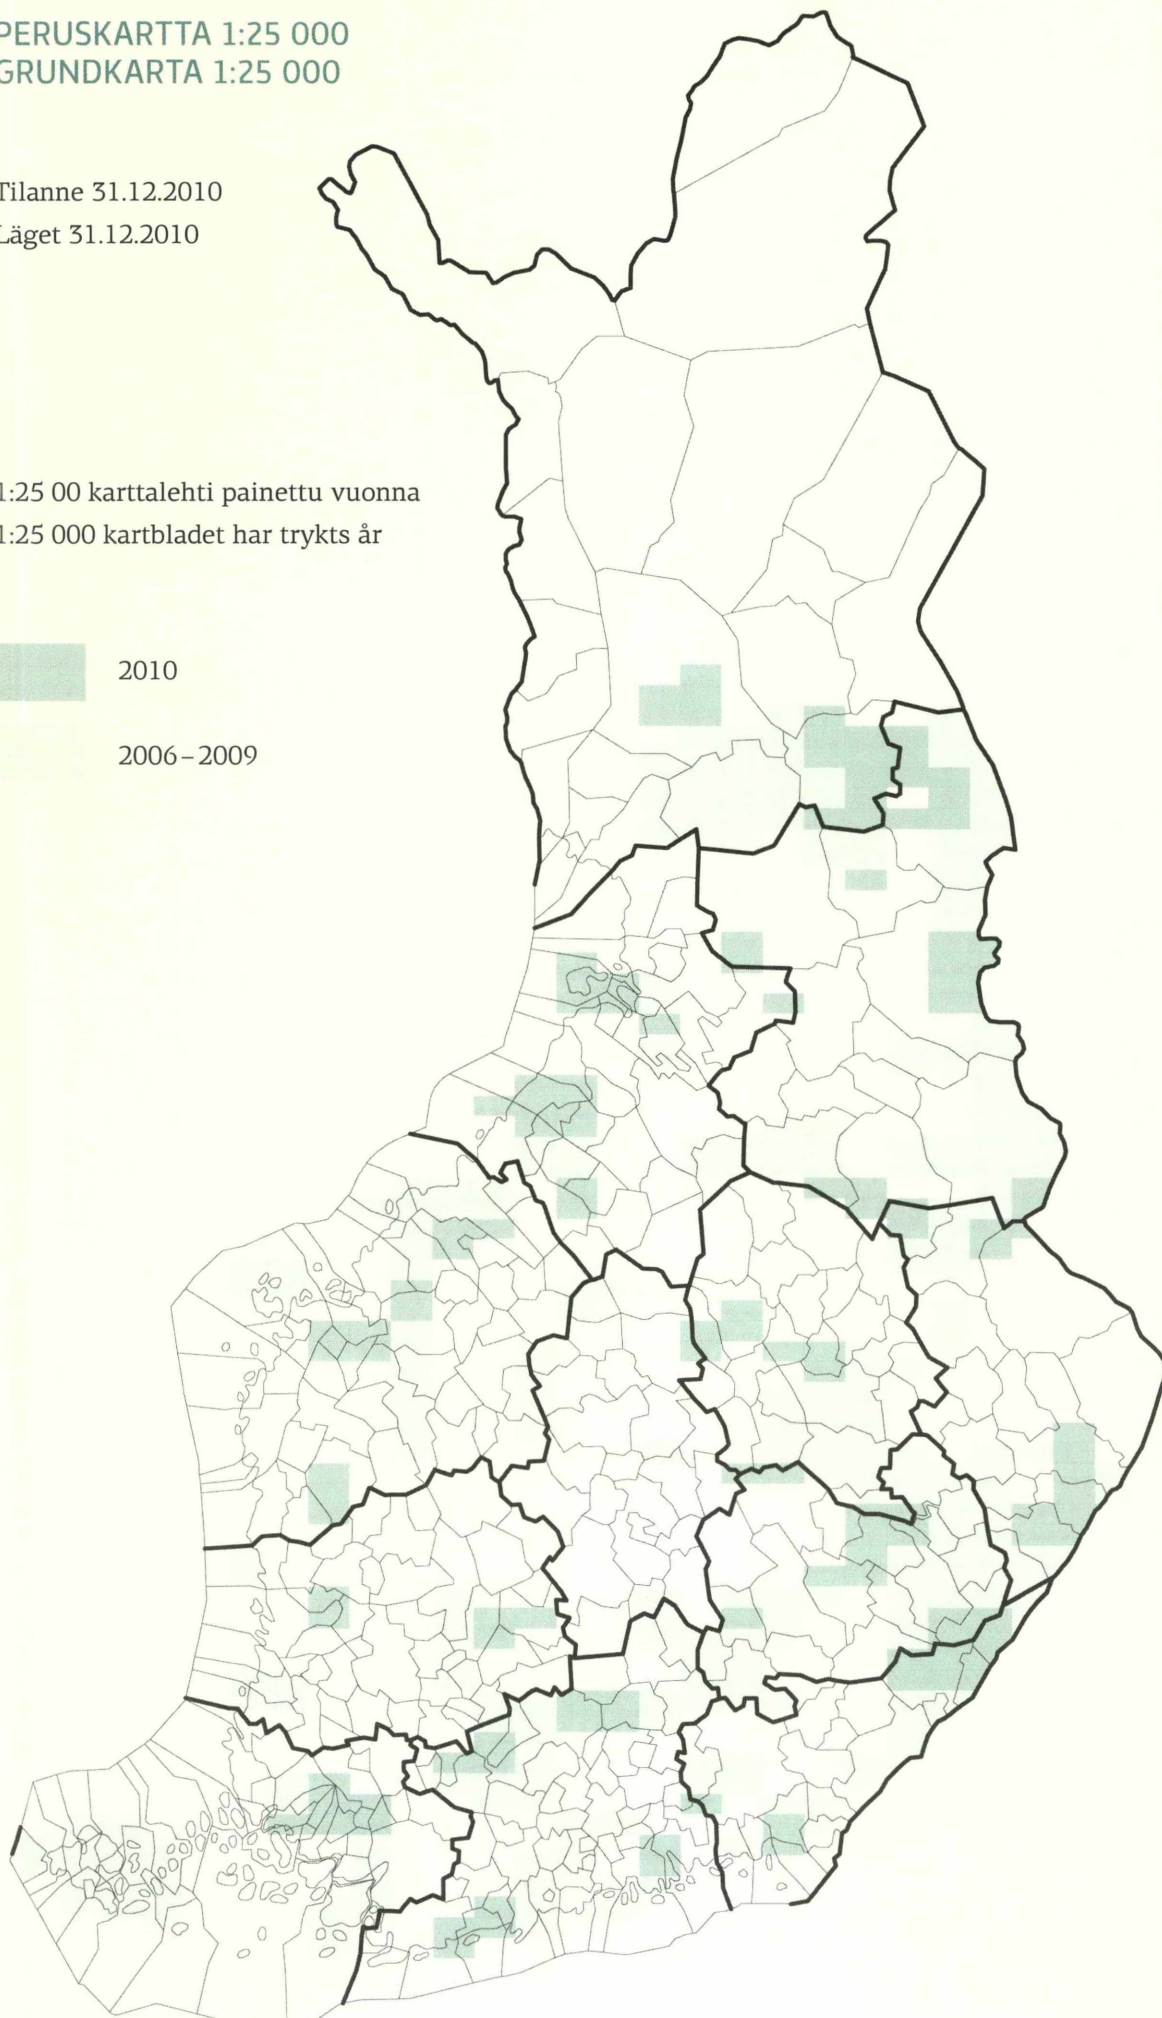 PERUSKARTTA 1:25 000
GRUNDKARTA 1:25 000
Tilanne 31.12.2010
Läget 31.12.2010
1:25 00 karttalehti painettu vuonna
1:25 000 kartbladet har trykts år
2010
2006–2009